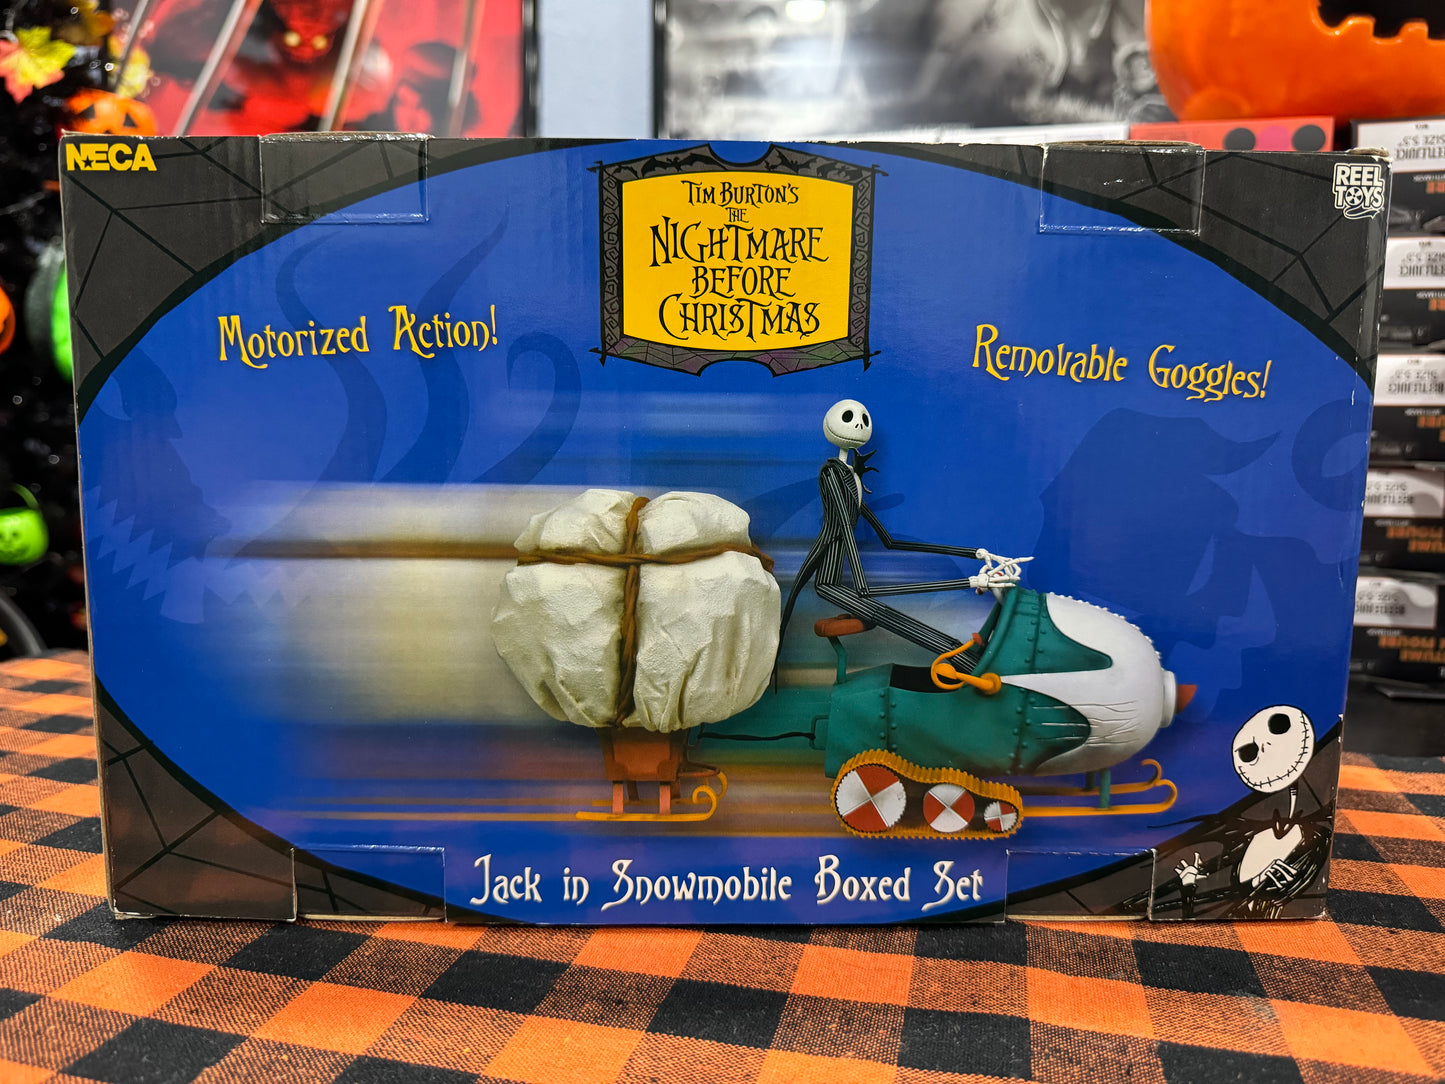 NECA
REEL
TOYS
TIM BURTON'S
THE
NIGHTMARE
BEFORE
CHRISTMAS
Motorized Action!
Removable Goggles!
Jack in Snowmobile Boxed Set